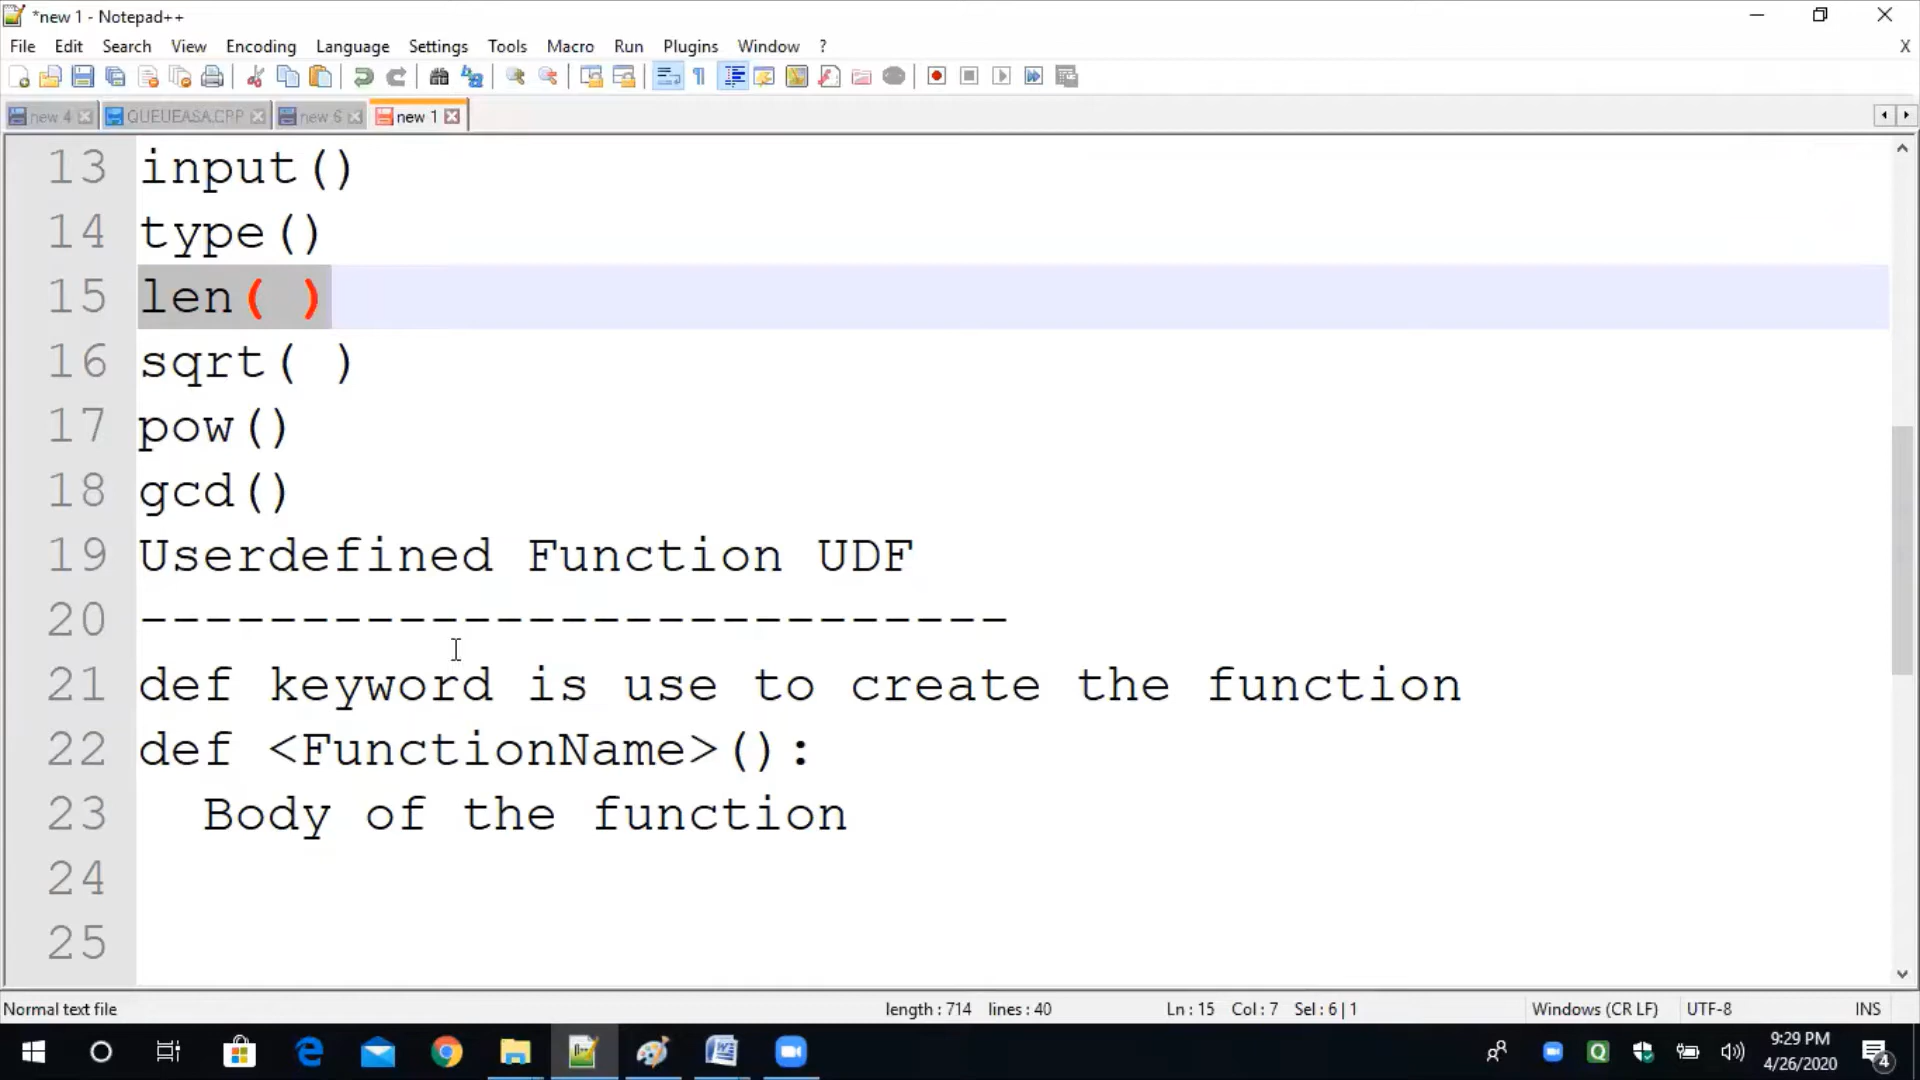 *new 1 - Notepad++
File Edit Search View Encoding Language Settings Tools Macro Run Plugins Window ? X
new 4 QUEUEASA.CPP new 6 new 1
13 input()
14 type()
15 len( )
16 sqrt( )
17 pow()
18 gcd()
19 Userdefined Function UDF
20 ---------------------------
21 def keyword is use to create the function
22 def <FunctionName>():
23 Body of the function
24
25
Normal text file length : 714 lines : 40 Ln : 15 Col : 7 Sel : 6 | 1 Windows (CR LF) UTF-8 INS
9:29 PM
4/26/2020
4